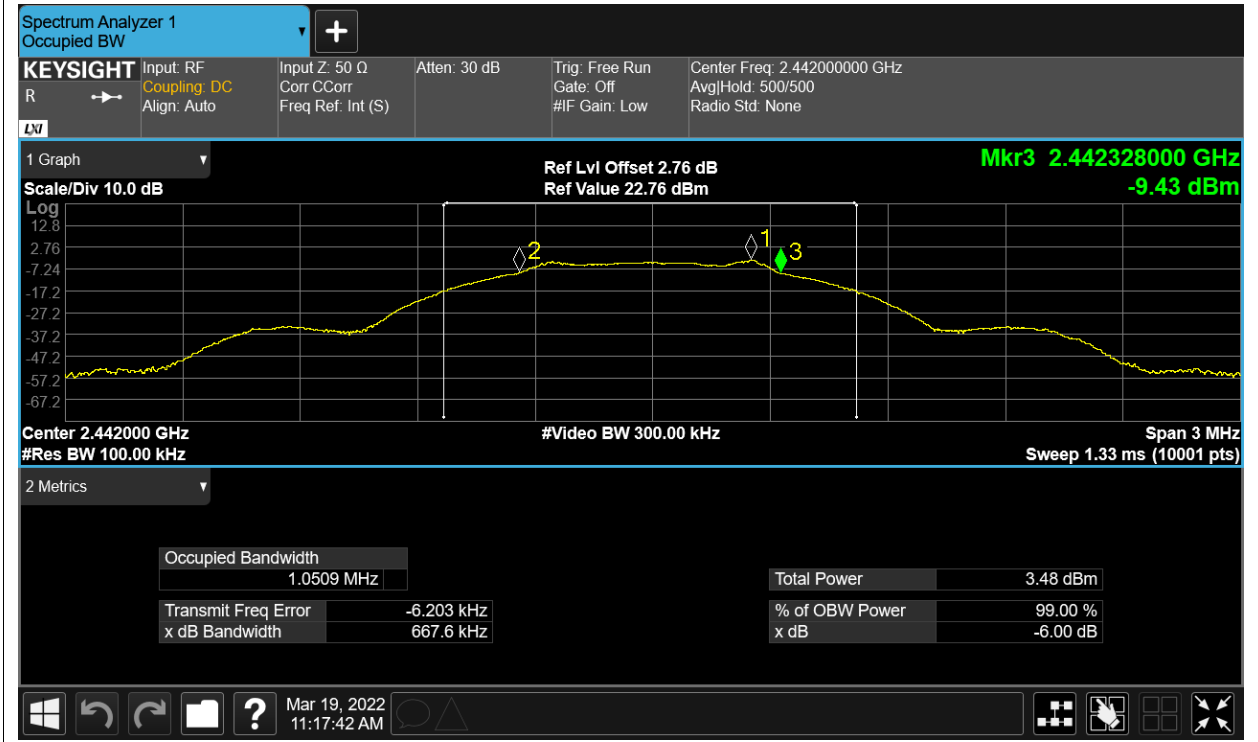 Spectrum Analyzer 1
Occupied BW
KEYSIGHT
R
LXI
Input: RF
Coupling: DC
Align: Auto
Input Z: 50 Ω
Corr CCorr
Freq Ref: Int (S)
Atten: 30 dB
Trig: Free Run
Gate: Off
#IF Gain: Low
Center Freq: 2.442000000 GHz
Avg|Hold: 500/500
Radio Std: None
1 Graph
Scale/Div 10.0 dB
Ref Lvl Offset 2.76 dB
Ref Value 22.76 dBm
Mkr3 2.442328000 GHz
-9.43 dBm
Log
12.8
2.76
-7.24
-17.2
-27.2
-37.2
-47.2
-57.2
-67.2
2
1
3
Center 2.442000 GHz
#Res BW 100.00 kHz
#Video BW 300.00 kHz
Span 3 MHz
Sweep 1.33 ms (10001 pts)
2 Metrics
Occupied Bandwidth
1.0509 MHz
Transmit Freq Error -6.203 kHz
x dB Bandwidth 667.6 kHz
Total Power 3.48 dBm
% of OBW Power 99.00 %
x dB -6.00 dB
?
Mar 19, 2022
11:17:42 AM